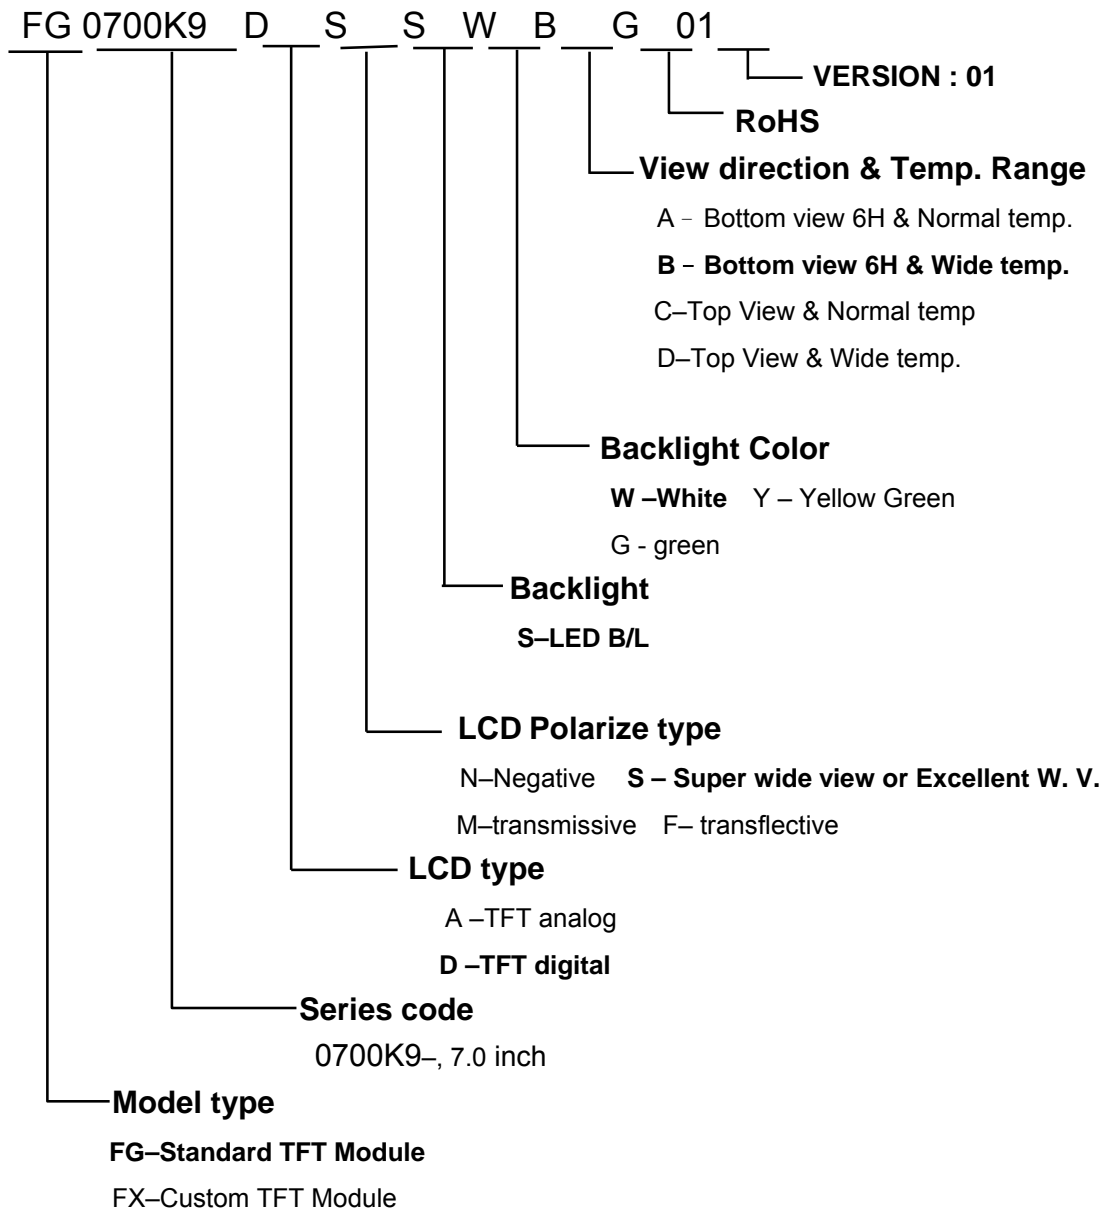 FG 0700K9 D S S W B G 01
VERSION : 01
RoHS
View direction & Temp. Range
A – Bottom view 6H & Normal temp.
B – Bottom view 6H & Wide temp.
C–Top View & Normal temp
D–Top View & Wide temp.
Backlight Color
W –White Y – Yellow Green
G - green
Backlight
S–LED B/L
LCD Polarize type
N–Negative S – Super wide view or Excellent W. V.
M–transmissive F– transflective
LCD type
A –TFT analog
D –TFT digital
Series code
0700K9–, 7.0 inch
Model type
FG–Standard TFT Module
FX–Custom TFT Module